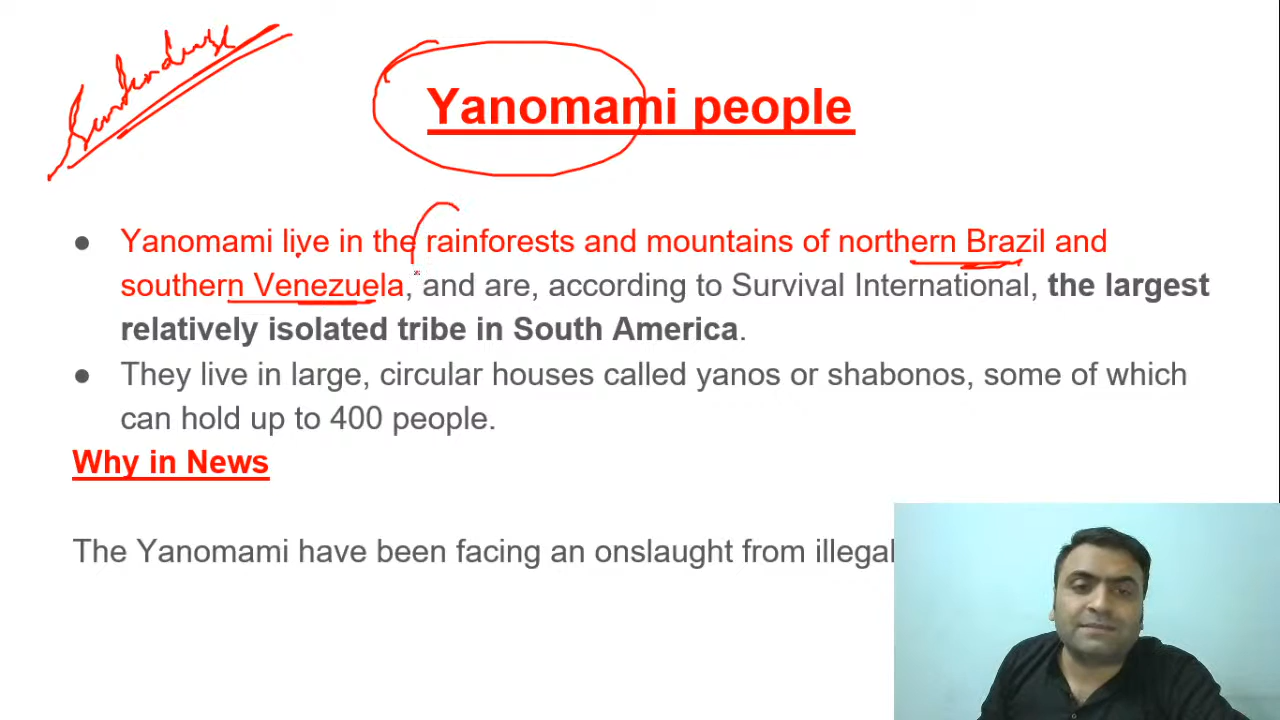 Yanomami people
● Yanomami live in the rainforests and mountains of northern Brazil and
southern Venezuela, and are, according to Survival International, the largest
relatively isolated tribe in South America.
● They live in large, circular houses called yanos or shabonos, some of which
can hold up to 400 people.
Why in News
The Yanomami have been facing an onslaught from illegal